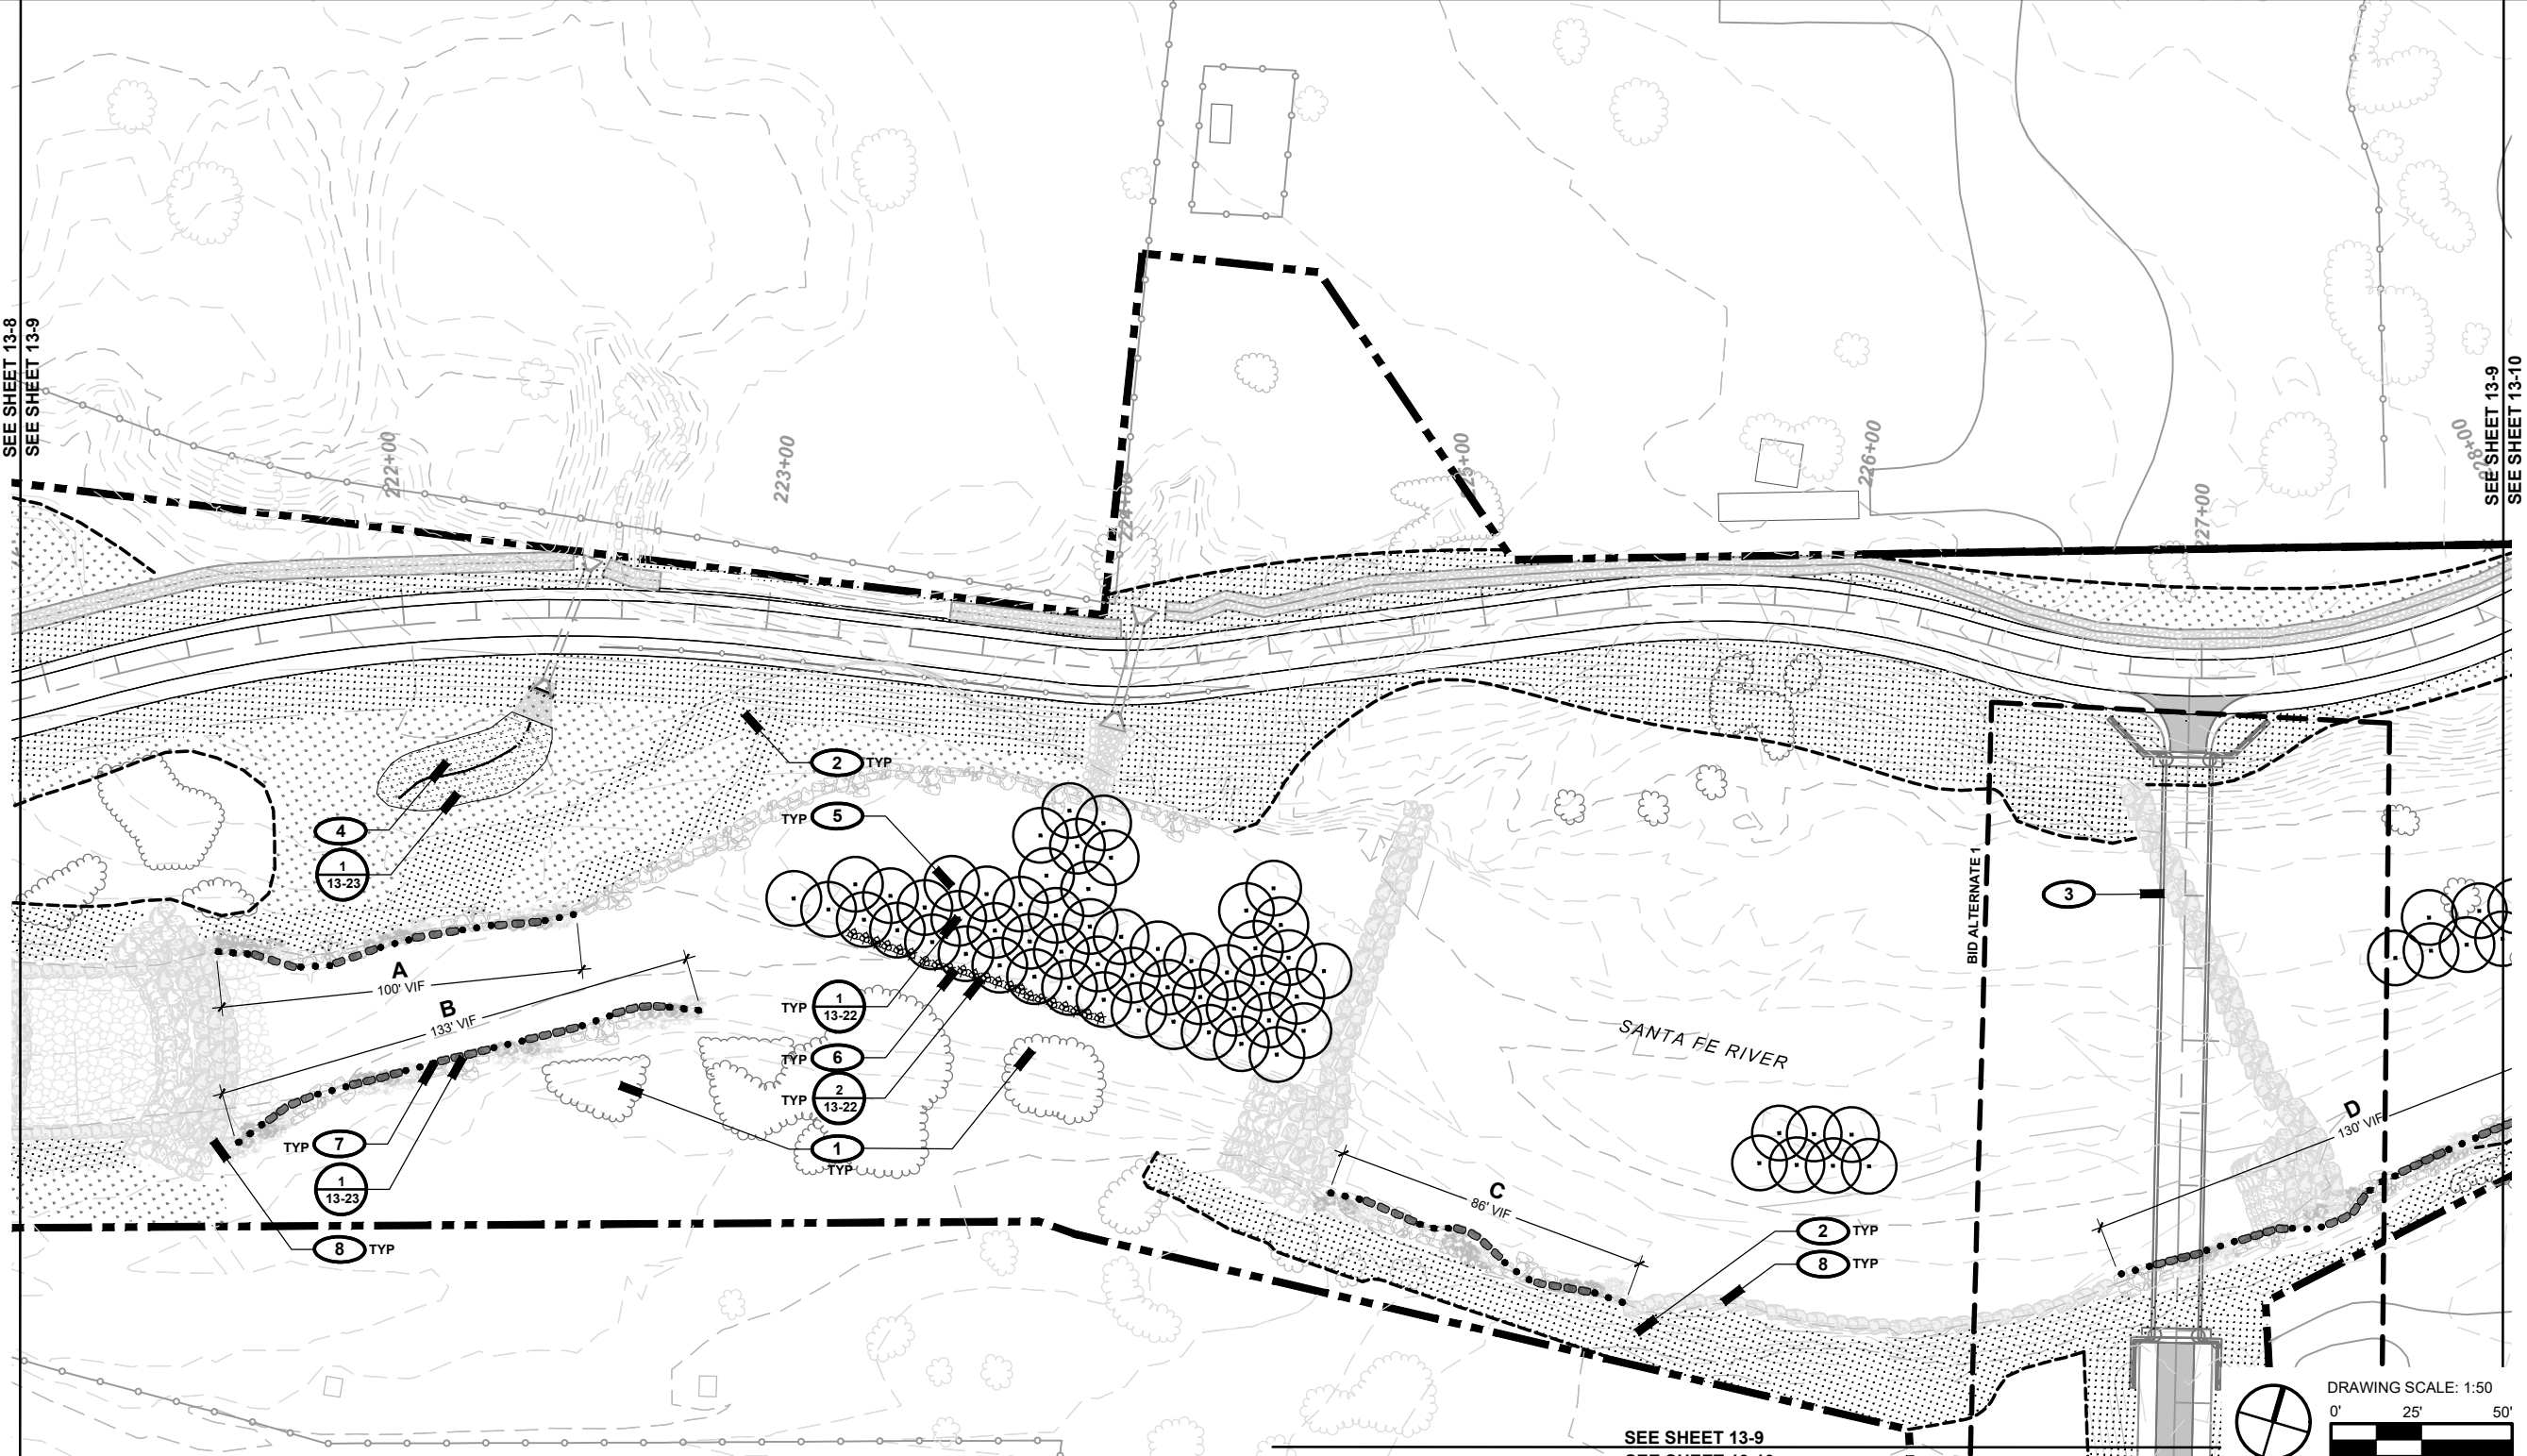 SEE SHEET 13-8
SEE SHEET 13-9
222+00
223+00
224+00
225+00
226+00
227+00
228+00
SEE SHEET 13-9
SEE SHEET 13-10
2 TYP
TYP 5
4
1
13-23
3
BID ALTERNATE 1
A
100' VIF
B
133' VIF
TYP 1
13-22
SANTA FE RIVER
TYP 6
TYP 2
13-22
D
130' VIF
TYP 7
1
TYP
1
13-23
C
86' VIF
2 TYP
8 TYP
8 TYP
DRAWING SCALE: 1:50
0' 25' 50'
SEE SHEET 13-9